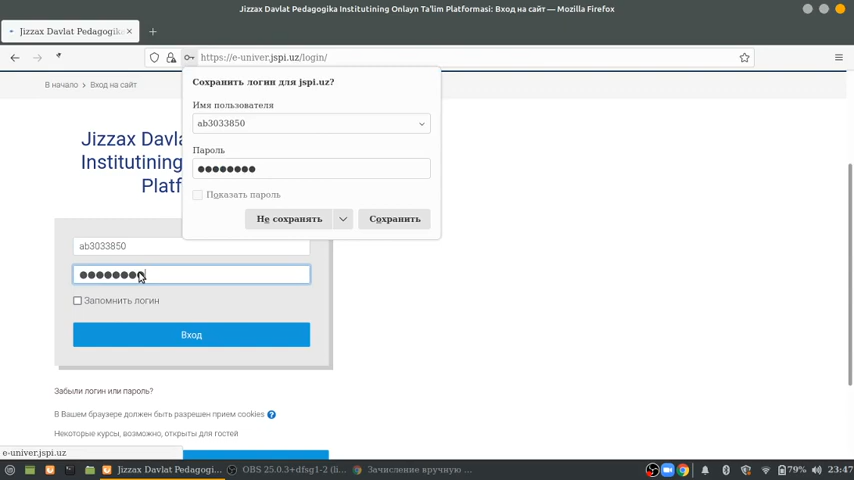 Jizzax Davlat Pedagogika Institutining Onlayn Ta'lim Platformasi: Вход на сайт — Mozilla Firefox
Jizzax Davlat Pedagogika
https://e-univer.jspi.uz/login/
В начало Вход на сайт
Сохранить логин для jspi.uz?
Имя пользователя
ab3033850
Пароль
Показать пароль
Не сохранять Сохранить
Jizzax Davla
Institutining
Platf
ab3033850
Запомнить логин
Вход
Забыли логин или пароль?
В Вашем браузере должен быть разрешен прием cookies
Некоторые курсы, возможно, открыты для гостей
e-univer.jspi.uz
Jizzax Davlat Pedagogi... OBS 25.0.3+dfsg1-2 (li... Зачисление вручную ... 79% 23:47